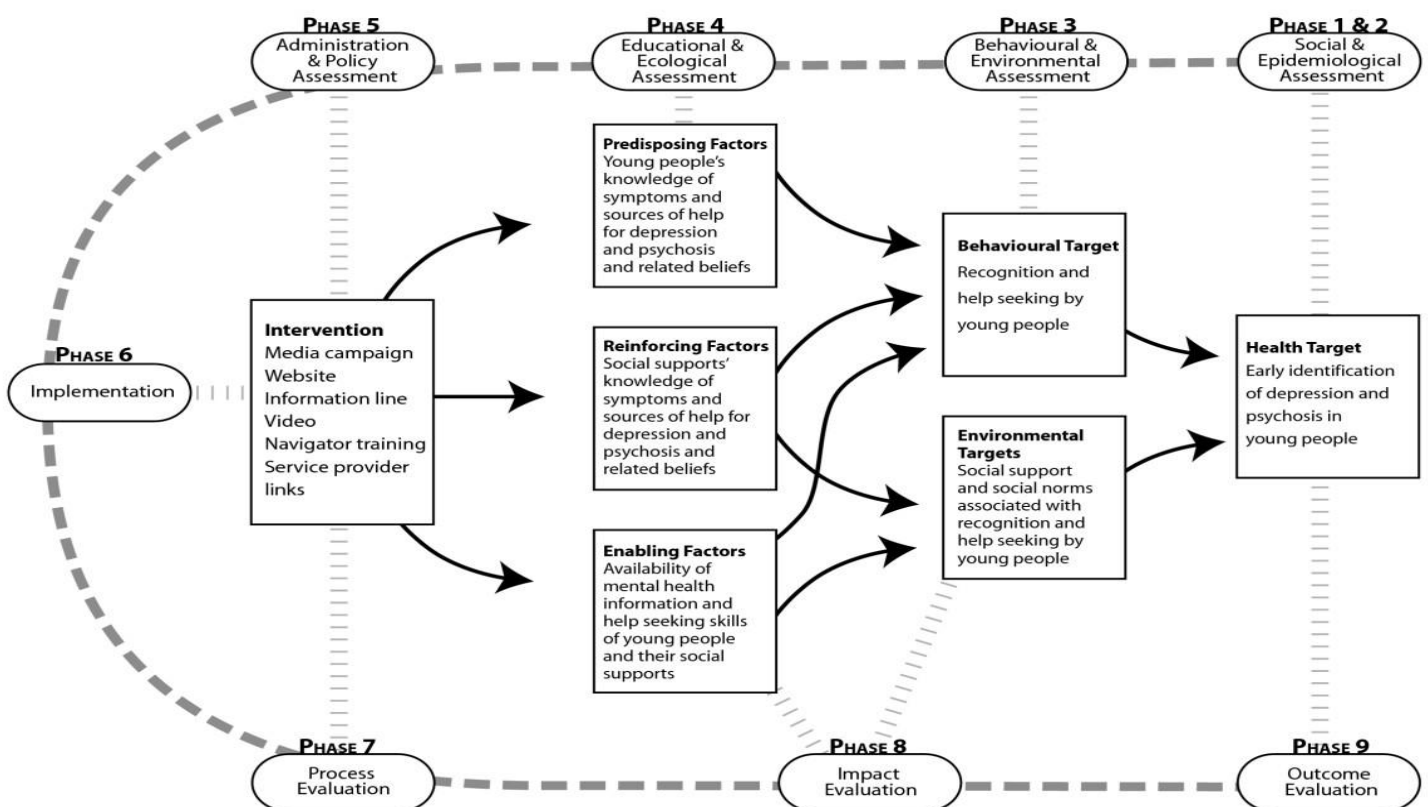 PHASE 5
Administration
& Policy
Assessment
PHASE 4
Educational &
Ecological
Assessment
PHASE 3
Behavioural &
Environmental
Assessment
PHASE 1 & 2
Social &
Epidemiological
Assessment
Predisposing Factors
Young people's
knowledge of
symptoms and
sources of help
for depression
and psychosis
and related beliefs
Behavioural Target
Recognition and
help seeking by
young people
Intervention
Media campaign
Website
Information line
Video
Navigator training
Service provider
links
Reinforcing Factors
Social supports'
knowledge of
symptoms and
sources of help for
depression and
psychosis and
related beliefs
Health Target
Early identification
of depression and
psychosis in
young people
PHASE 6
Implementation
Environmental
Targets
Social support
and social norms
associated with
recognition and
help seeking by
young people
Enabling Factors
Availability of
mental health
information and
help seeking skills
of young people
and their social
supports
PHASE 7
Process
Evaluation
PHASE 8
Impact
Evaluation
PHASE 9
Outcome
Evaluation